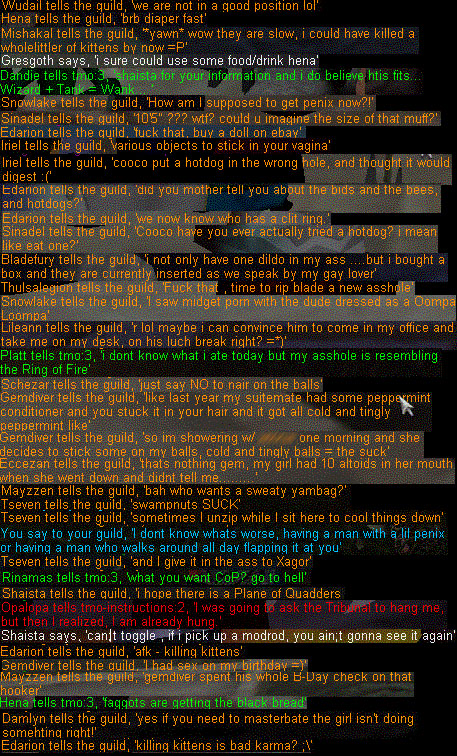 Wudail tells the guild, 'we are not in a good position lol'
Hena tells the guild, 'brb diaper fast'
Mishakal tells the guild, '*yawn* wow they are slow, i could have killed a
wholelittler of kittens by now =P'
Gresgoth says, 'i sure could use some food/drink hena'
Dandie tells tmo:3, 'shaista for your information and i do believe htis fits...
Wizard + Tank = Wank
Snowlake tells the guild, 'How am I supposed to get penix now?!'
Sinadel tells the guild, '10'5" ??? wtf? could u imagine the size of that muff?'
Edarion tells the guild, 'fuck that, buy a doll on ebay'
Iriel tells the guild, 'various objects to stick in your vagina'
Iriel tells the guild, 'cooco put a hotdog in the wrong hole, and thought it would
digest :('
Edarion tells the guild, 'did you mother tell you about the bids and the bees,
and hotdogs?'
Edarion tells the guild, 'we now know who has a clit ring.'
Sinadel tells the guild, 'Cooco have you ever actually tried a hotdog? i mean
like eat one?'
Bladefury tells the guild, 'i not only have one dildo in my ass ....but i bought a
box and they are currently inserted as we speak by my gay lover'
Thulsalegion tells the guild, 'Fuck that , time to rip blade a new asshole'
Snowlake tells the guild, 'I saw midget porn with the dude dressed as a Oompa
Loompa'
Lileann tells the guild, 'r lol maybe i can convince him to come in my office and
take me on my desk, on his luch break right? =*)'
Platt tells tmo:3, 'i dont know what i ate today but my asshole is resembling
the Ring of Fire'
Schezar tells the guild, 'just say NO to hair on the balls'
Gemdiver tells the guild, 'like last year my suitemate had some peppermint
conditioner and you stuck it in your hair and it got all cold and tingly
peppermint like'
Gemdiver tells the guild, 'so im showering w/ one morning and she
decides to stick some on my balls, cold and tingly balls = the suck'
Eccezan tells the guild, 'thats nothing gem, my girl had 10 altoids in her mouth
when she went down and didnt tell me.........'
Mayzzen tells the guild, 'bah who wants a sweaty yambag?'
Tseven tells the guild, 'swampnuts SUCK'
Tseven tells the guild, 'sometimes I unzip while I sit here to cool things down'
You say to your guild, 'I dont know whats worse, having a man with a lil penix
or having a man who walks around all day flapping it at you'
Tseven tells the guild, 'and I give it in the ass to Xagor'
Rinamas tells tmo:3, 'what you want CoP? go to hell'
Shaista tells the guild, 'i hope there is a Plane of Quadders
Opalopa tells tmo-instructions:2, 'I was going to ask the Tribunal to hang me,
but then I realized, I am already hung.'
Shaista says, 'can;t toggle , if i pick up a modrod, you ain;t gonna see it again'
Edarion tells the guild, 'afk - killing kittens'
Gemdiver tells the guild, 'I had sex on my birthday =)'
Mayzzen tells the guild, 'gemdiver spent his whole B-Day check on that
hooker'
Hena tells tmo:3, 'faggots are getting the black bread'
Damlyn tells the guild, 'yes if you need to masterbate the girl isn't doing
somehting right!'
Edarion tells the guild, 'killing kittens is bad karma? ;\'